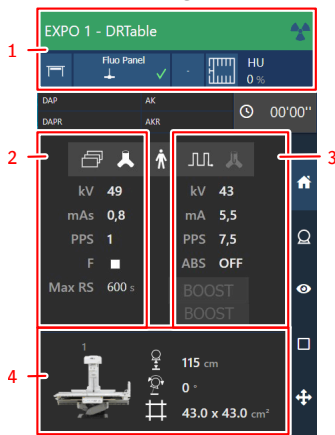 EXPO 1 - DRTable
1
Fluo Panel
✓
-
HU
0 %
DAP
AK
00'00"
DAPR
AKR
2
3
kV 49
kV 43
mAs 0,8
mA 5,5
PPS 1
PPS 7,5
F
ABS OFF
Max RS 600 s
BOOST
BOOST
1
115 cm
4
0 °
43.0 x 43.0 cm²